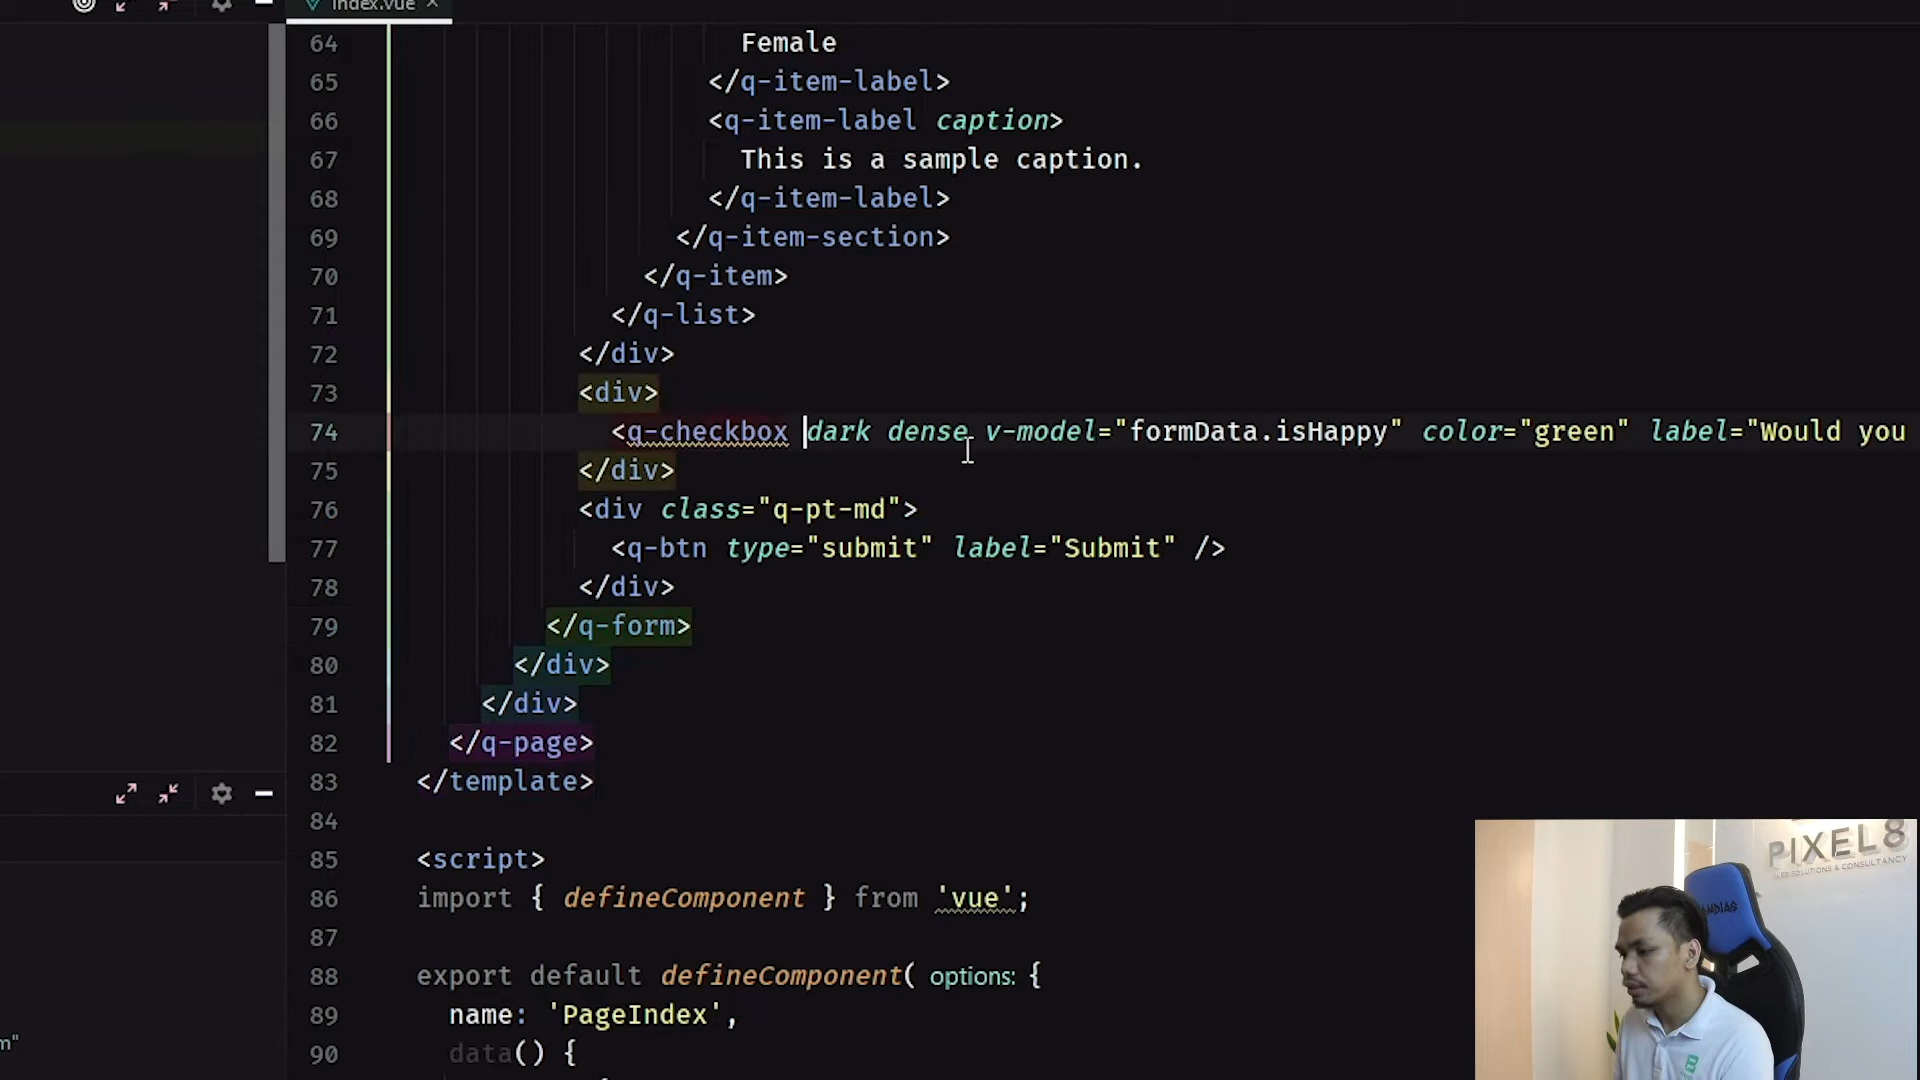 index.vue ×
64 Female
65 </q-item-label>
66 <q-item-label caption>
67 This is a sample caption.
68 </q-item-label>
69 </q-item-section>
70 </q-item>
71 </q-list>
72 </div>
73 <div>
74 <q-checkbox dark dense v-model="formData.isHappy" color="green" label="Would you
75 </div>
76 <div class="q-pt-md">
77 <q-btn type="submit" label="Submit" />
78 </div>
79 </q-form>
80 </div>
81 </div>
82 </q-page>
83 </template>
84
85 <script>
86 import { defineComponent } from 'vue';
87
88 export default defineComponent( options: {
89 name: 'PageIndex',
90 data() {
m"
PIXEL8
WEB SOLUTIONS & CONSULTANCY